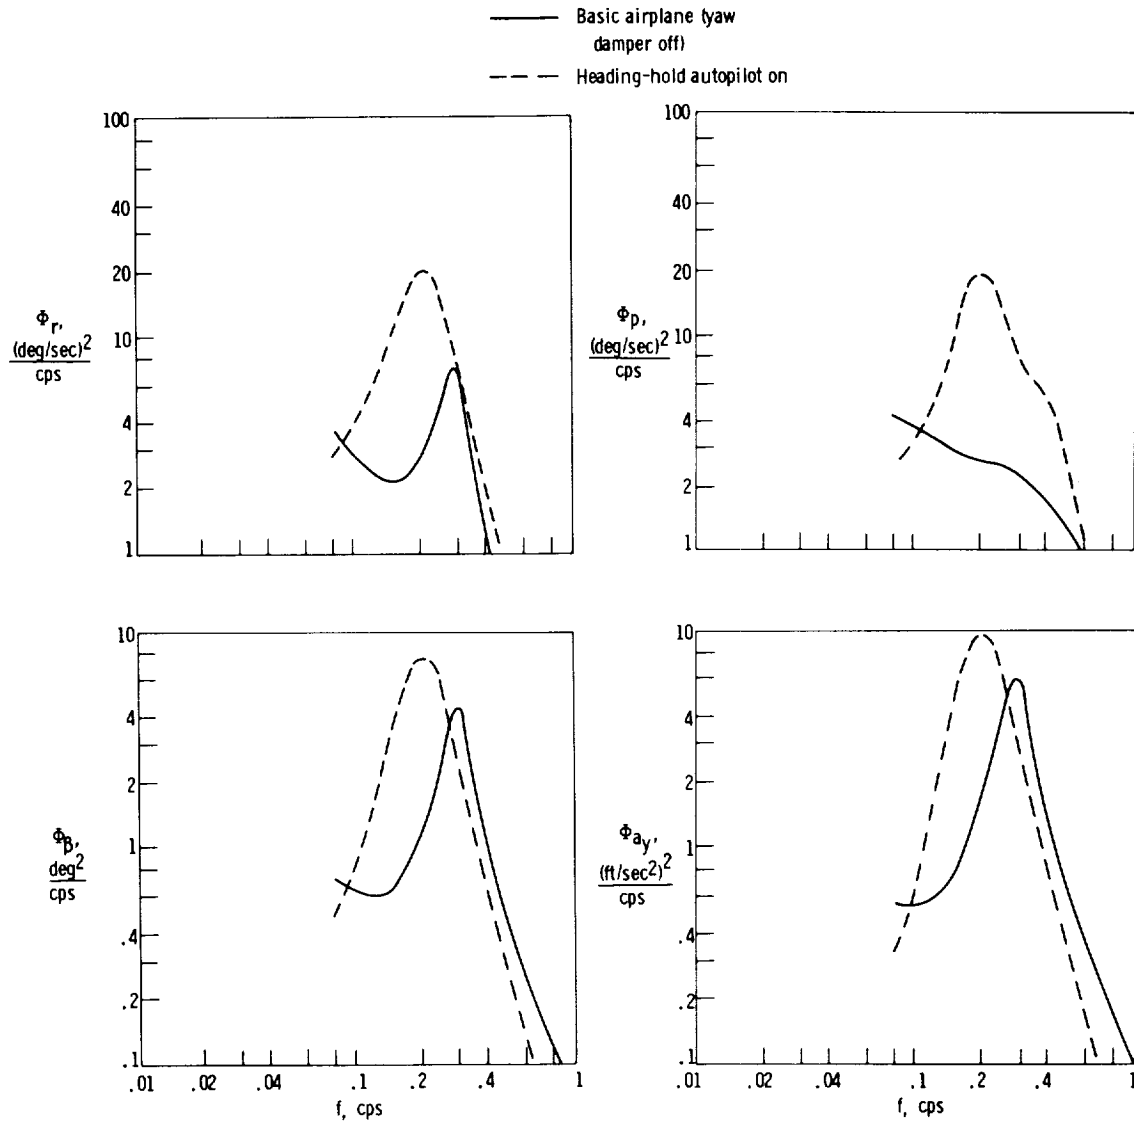 Basic airplane (yaw
damper off)
Heading-hold autopilot on
100
40
20
10
4
2
1
Φr,
(deg/sec)2
cps
100
40
20
10
4
2
1
Φp,
(deg/sec)2
cps
10
4
2
1
.4
.2
.1
Φβ,
deg2
cps
.01
.02
.1
.2
.4
1
f, cps
10
4
2
1
.4
.2
.1
Φay,
(ft/sec2)2
cps
.01
.02
.1
.2
.4
1
f, cps